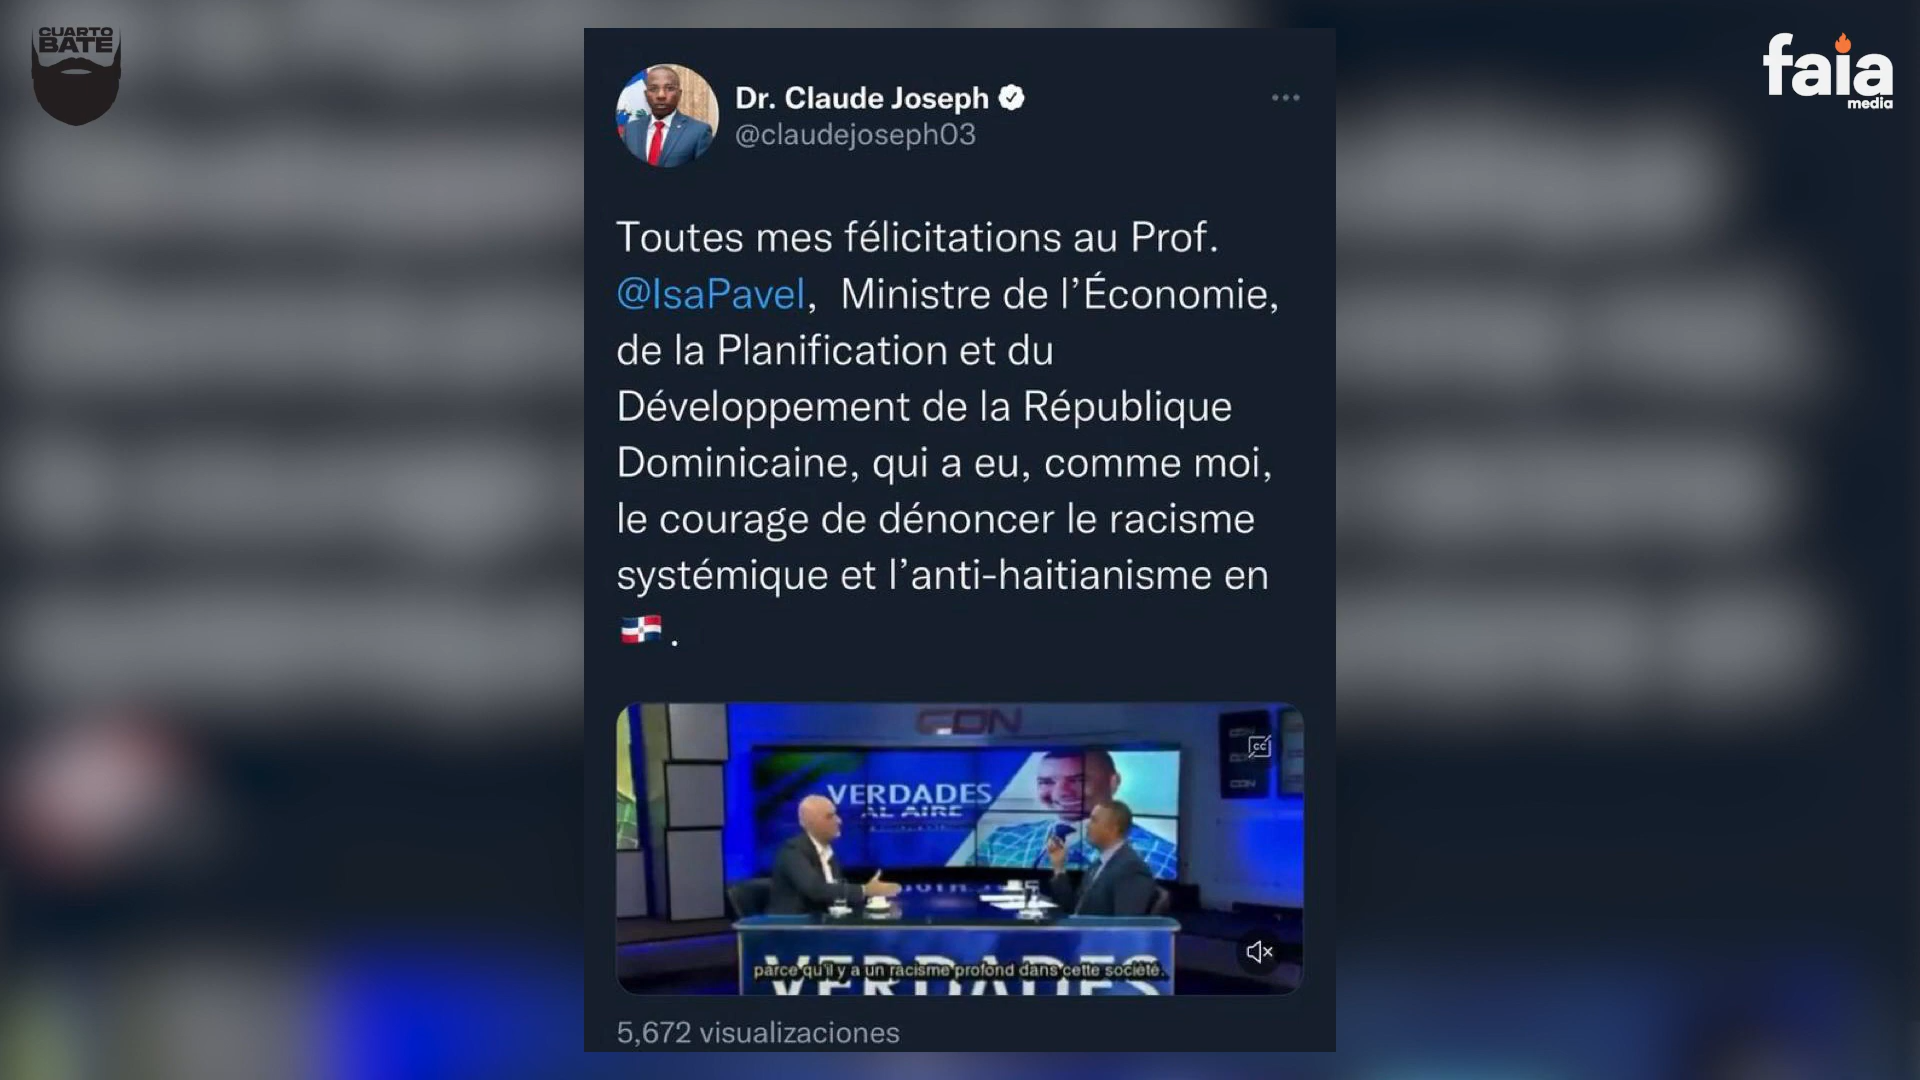 CUARTO
BATE
faia
media
Dr. Claude Joseph
@claudejoseph03
Toutes mes félicitations au Prof.
@IsaPavel, Ministre de l’Économie,
de la Planification et du
Développement de la République
Dominicaine, qui a eu, comme moi,
le courage de dénoncer le racisme
systémique et l’anti-haitianisme en
.
CDN
CDN
CDN
VERDADES
AL AIRE
cc
VERDADES
parce qu'il y a un racisme profond dans cette société.
5,672 visualizaciones